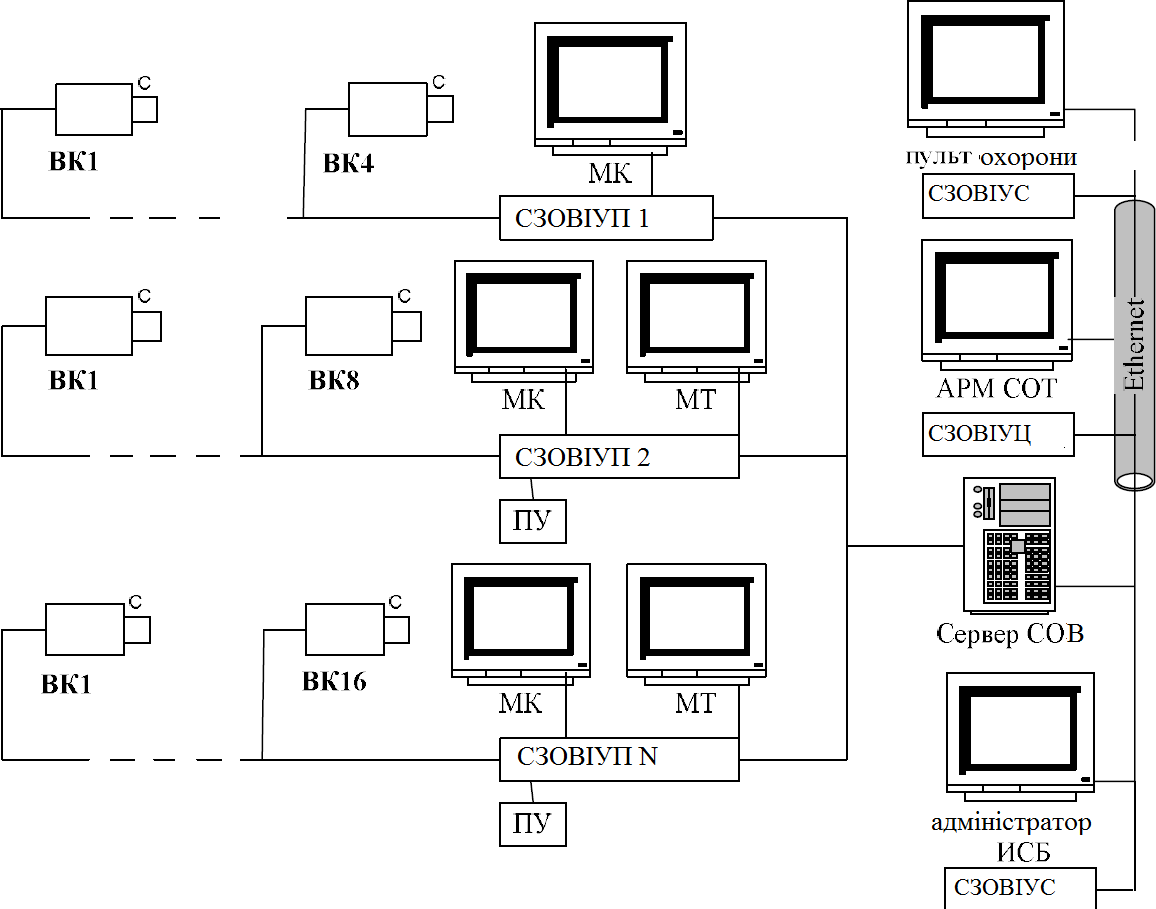 С
ВК1
С
ВК4
МК
СЗОВІУП 1
С
ВК1
С
ВК8
МК
МТ
СЗОВІУП 2
ПУ
С
ВК1
С
ВК16
МК
МТ
СЗОВІУП N
ПУ
пульт охорони
СЗОВІУС
Ethernet
АРМ СОТ
СЗОВІУЦ
Сервер СОВ
адміністратор
ИСБ
СЗОВІУС